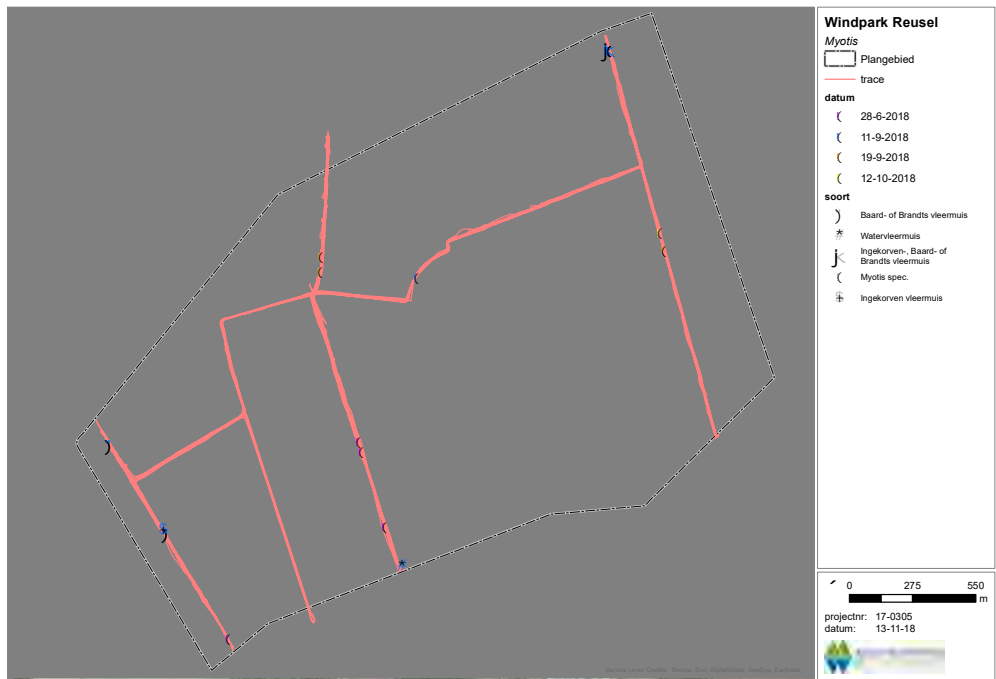 Windpark Reusel
Myotis
Plangebied
trace
datum
28-6-2018
11-9-2018
19-9-2018
12-10-2018
soort
Baard- of Brandts vleermuis
Watervleermuis
Ingekorven-, Baard- of
Brandts vleermuis
Myotis spec.
Ingekorven vleermuis
0 275 550
m
projectnr: 17-0305
datum: 13-11-18